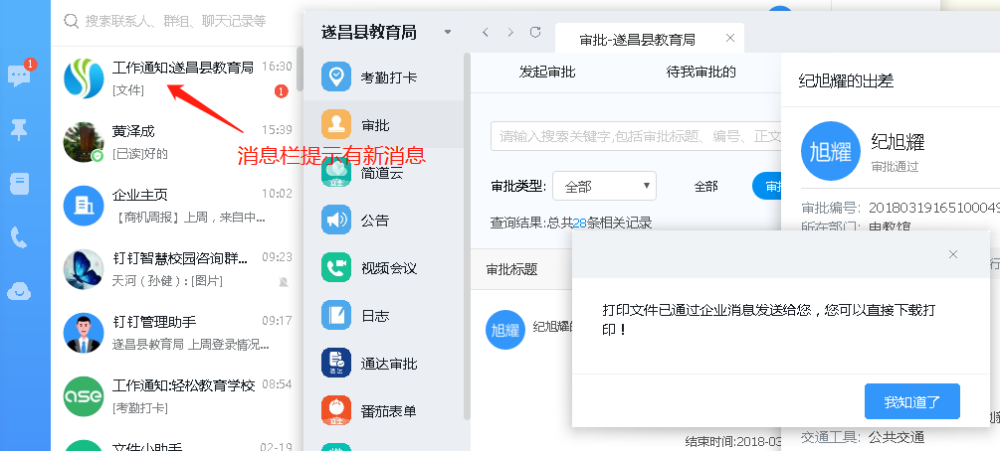 搜索联系人、群组、聊天记录等
1
工作通知:遂昌县教育局 16:30
[文件] 1
黄泽成 15:39
[已读]好的
消息栏提示有新消息
企业主页 10:02
【商机周报】上周，来自中...
钉钉智慧校园咨询群... 09:23
天河（孙健）: [图片]
钉钉管理助手 09:17
遂昌县教育局 上周登录情况...
ase
工作通知:轻松教育学校 08:54
[考勤打卡]
文件小助手 02-19
遂昌县教育局
考勤打卡
审批
简道云
公告
视频会议
日志
通达审批
番茄表单
审批-遂昌县教育局
发起审批 待我审批的
请输入搜索关键字,包括审批标题、编号、正文
审批类型: 全部 全部
查询结果:总共28条相关记录
审批标题
旭耀 纪旭耀的
结束时间:2018-03
纪旭耀的出差
旭耀
纪旭耀
审批通过
审批编号: 20180319165100049
所在部门: 电教馆
打印文件已通过企业消息发送给您，您可以直接下载打
印！
我知道了
交通工具: 公共交通